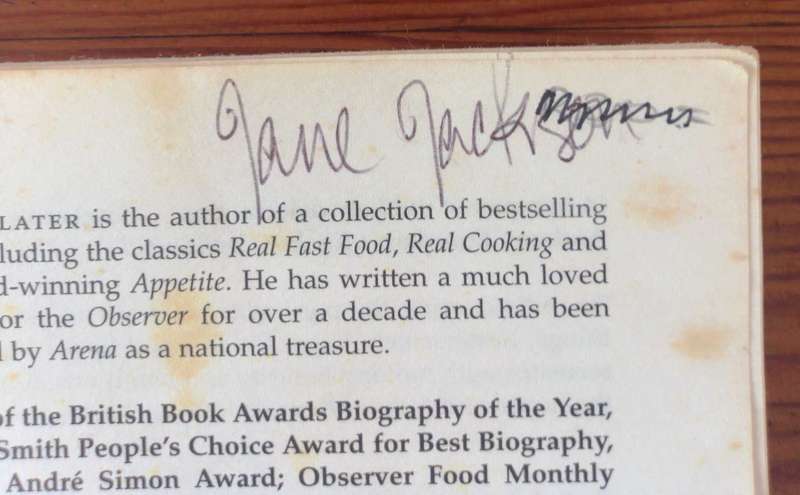 Jane Jackson
LATER is the author of a collection of bestselling
luding the classics Real Fast Food, Real Cooking and
d-winning Appetite. He has written a much loved
or the Observer for over a decade and has been
l by Arena as a national treasure.
of the British Book Awards Biography of the Year,
Smith People's Choice Award for Best Biography,
André Simon Award; Observer Food Monthly